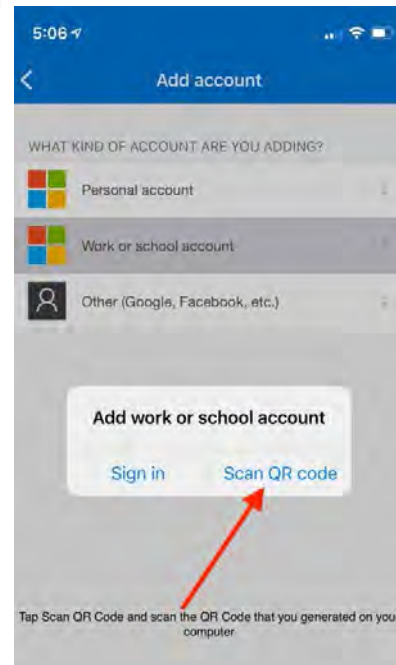 5:06
Add account
WHAT KIND OF ACCOUNT ARE YOU ADDING?
Personal account
Work or school account
Other (Google, Facebook, etc.)
Add work or school account
Sign in Scan QR code
Tap Scan QR Code and scan the QR Code that you generated on you
computer